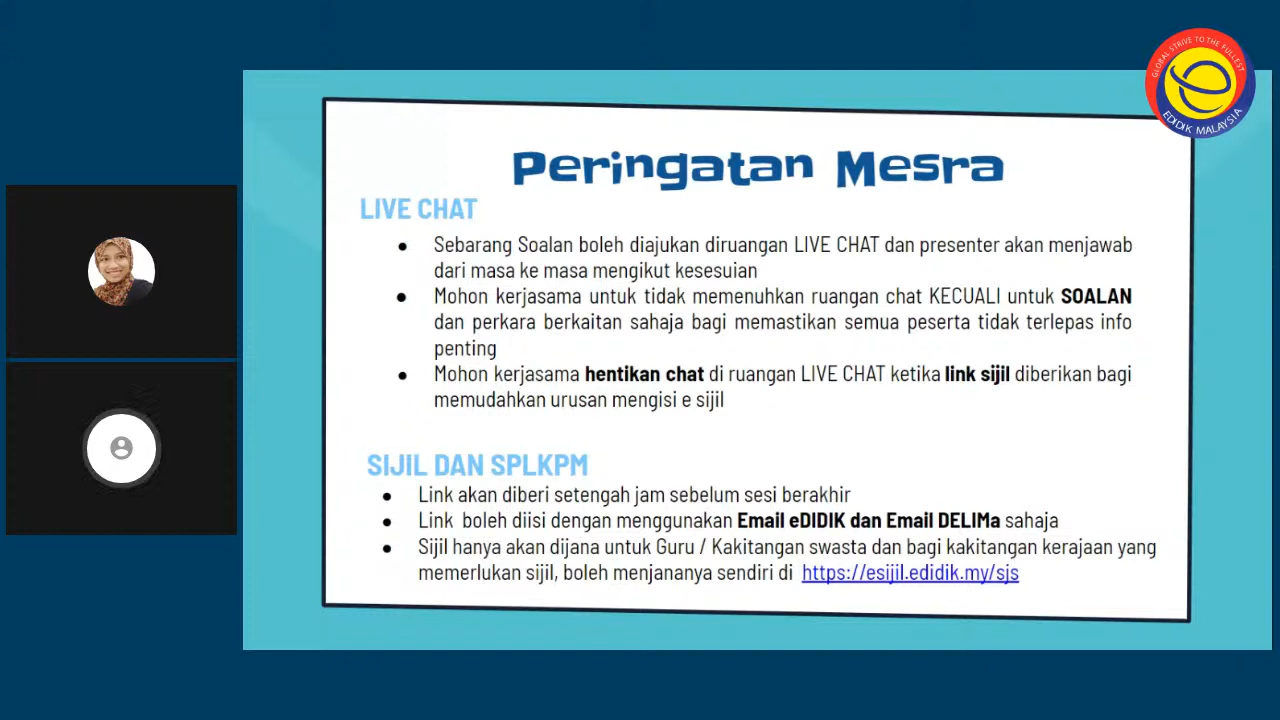 GLOBAL STRIVE TO THE FULLEST
EDIDIK MALAYSIA
Peringatan Mesra
LIVE CHAT
● Sebarang Soalan boleh diajukan diruangan LIVE CHAT dan presenter akan menjawab
dari masa ke masa mengikut kesesuian
● Mohon kerjasama untuk tidak memenuhkan ruangan chat KECUALI untuk SOALAN
dan perkara berkaitan sahaja bagi memastikan semua peserta tidak terlepas info
penting
● Mohon kerjasama hentikan chat di ruangan LIVE CHAT ketika link sijil diberikan bagi
memudahkan urusan mengisi e sijil
SIJIL DAN SPLKPM
● Link akan diberi setengah jam sebelum sesi berakhir
● Link boleh diisi dengan menggunakan Email eDIDIK dan Email DELIMa sahaja
● Sijil hanya akan dijana untuk Guru / Kakitangan swasta dan bagi kakitangan kerajaan yang
memerlukan sijil, boleh menjananya sendiri di https://esijil.edidik.my/sjs